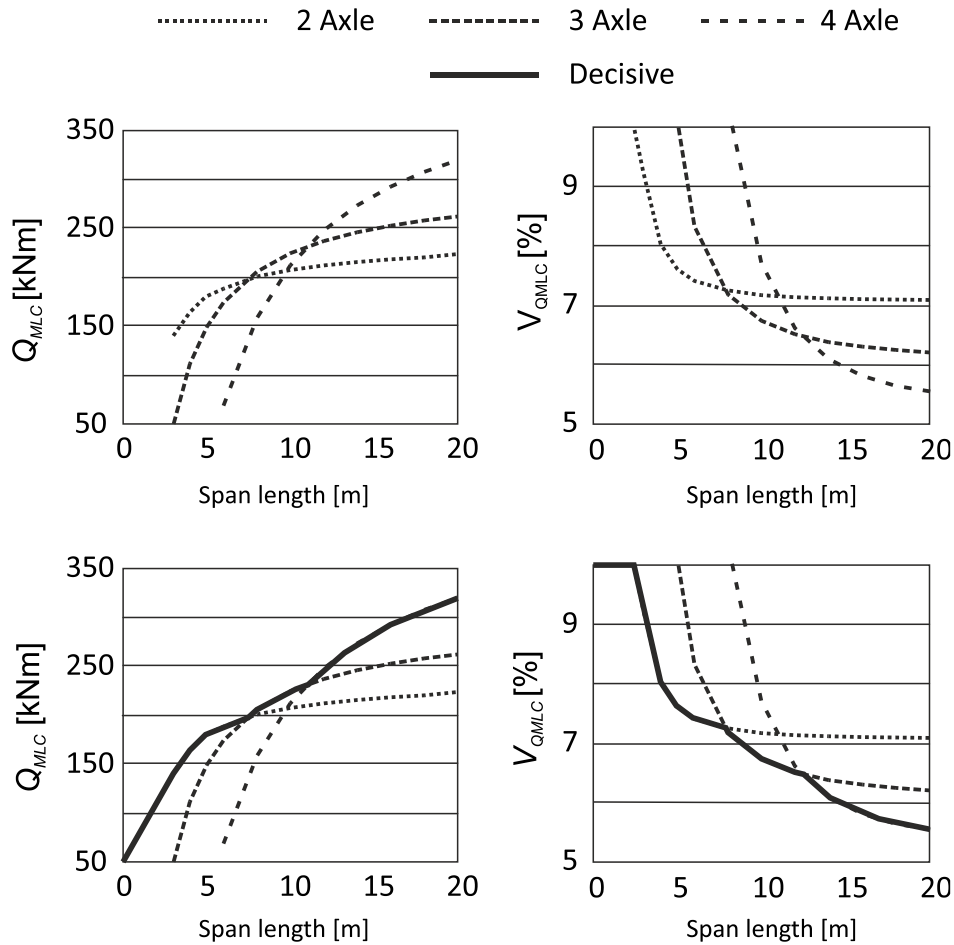 2 Axle 3 Axle 4 Axle
Decisive
350
250
150
50
0 5 10 15 20
Q_MLC [kNm]
Span length [m]
9
7
5
0 5 10 15 20
V_QMLC [%]
Span length [m]
350
250
150
50
0 5 10 15 20
Q_MLC [kNm]
Span length [m]
9
7
5
0 5 10 15 20
V_QMLC [%]
Span length [m]